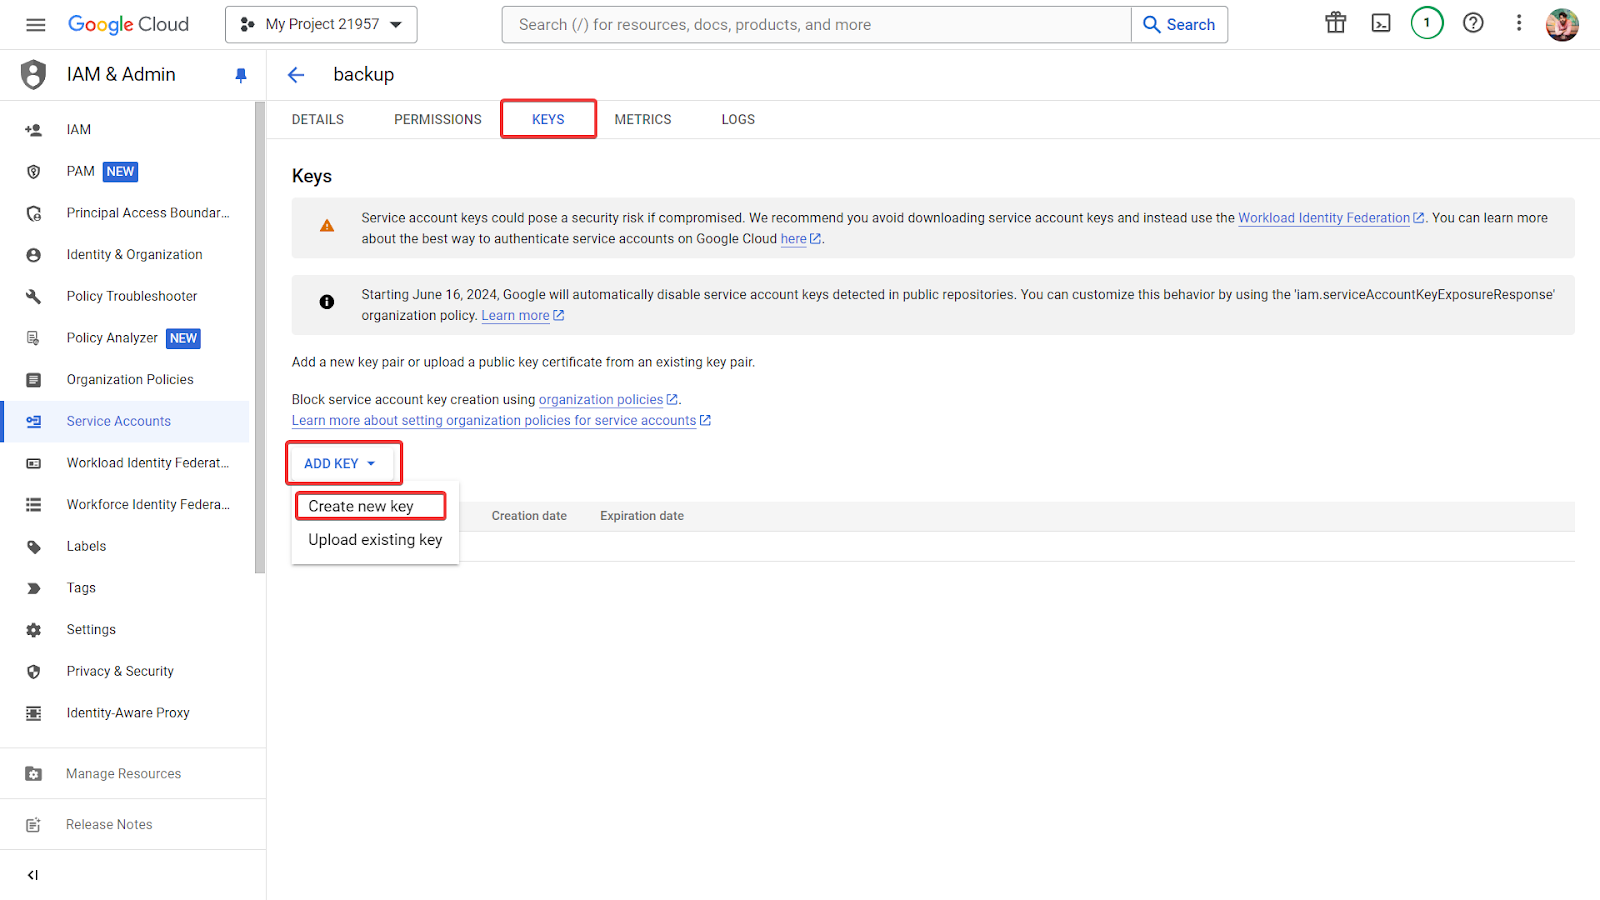 Google Cloud
My Project 21957
Search (/) for resources, docs, products, and more
Search
1
IAM & Admin
backup
DETAILS
PERMISSIONS
KEYS
METRICS
LOGS
IAM
PAM NEW
Principal Access Boundar...
Identity & Organization
Policy Troubleshooter
Policy Analyzer NEW
Organization Policies
Service Accounts
Workload Identity Federat...
Workforce Identity Federa...
Labels
Tags
Settings
Privacy & Security
Identity-Aware Proxy
Manage Resources
Release Notes
Keys
Service account keys could pose a security risk if compromised. We recommend you avoid downloading service account keys and instead use the Workload Identity Federation. You can learn more
about the best way to authenticate service accounts on Google Cloud here.
Starting June 16, 2024, Google will automatically disable service account keys detected in public repositories. You can customize this behavior by using the 'iam.serviceAccountKeyExposureResponse'
organization policy. Learn more
Add a new key pair or upload a public key certificate from an existing key pair.
Block service account key creation using organization policies.
Learn more about setting organization policies for service accounts
ADD KEY
Create new key
Upload existing key
Creation date
Expiration date